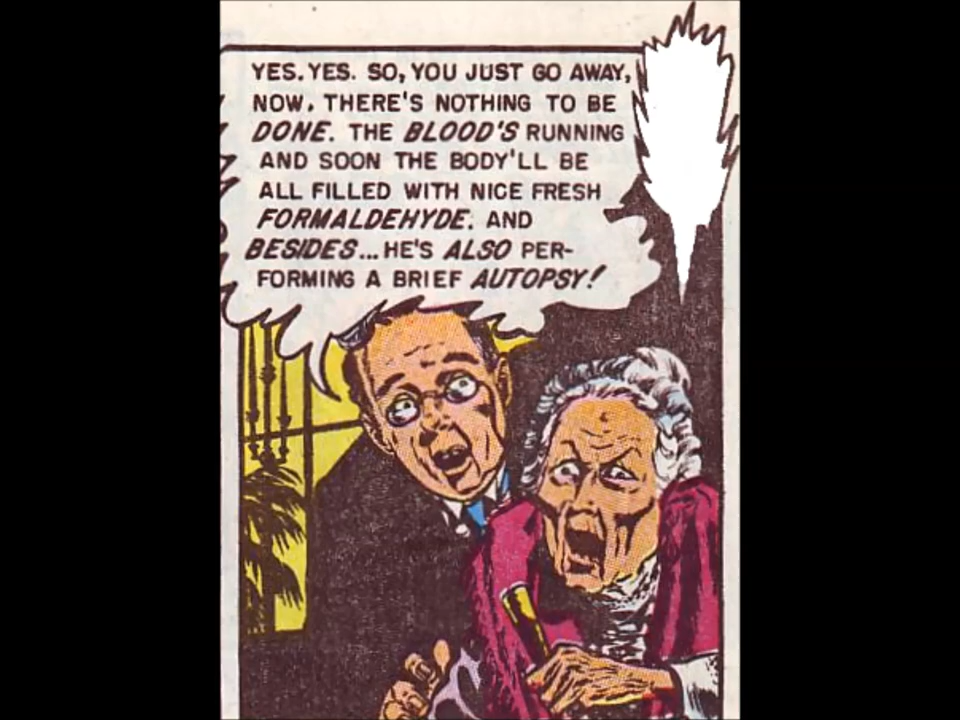 YES. YES. SO, YOU JUST GO AWAY,
NOW. THERE'S NOTHING TO BE
DONE. THE BLOOD'S RUNNING
AND SOON THE BODY'LL BE
ALL FILLED WITH NICE FRESH
FORMALDEHYDE. AND
BESIDES... HE'S ALSO PER-
FORMING A BRIEF AUTOPSY!